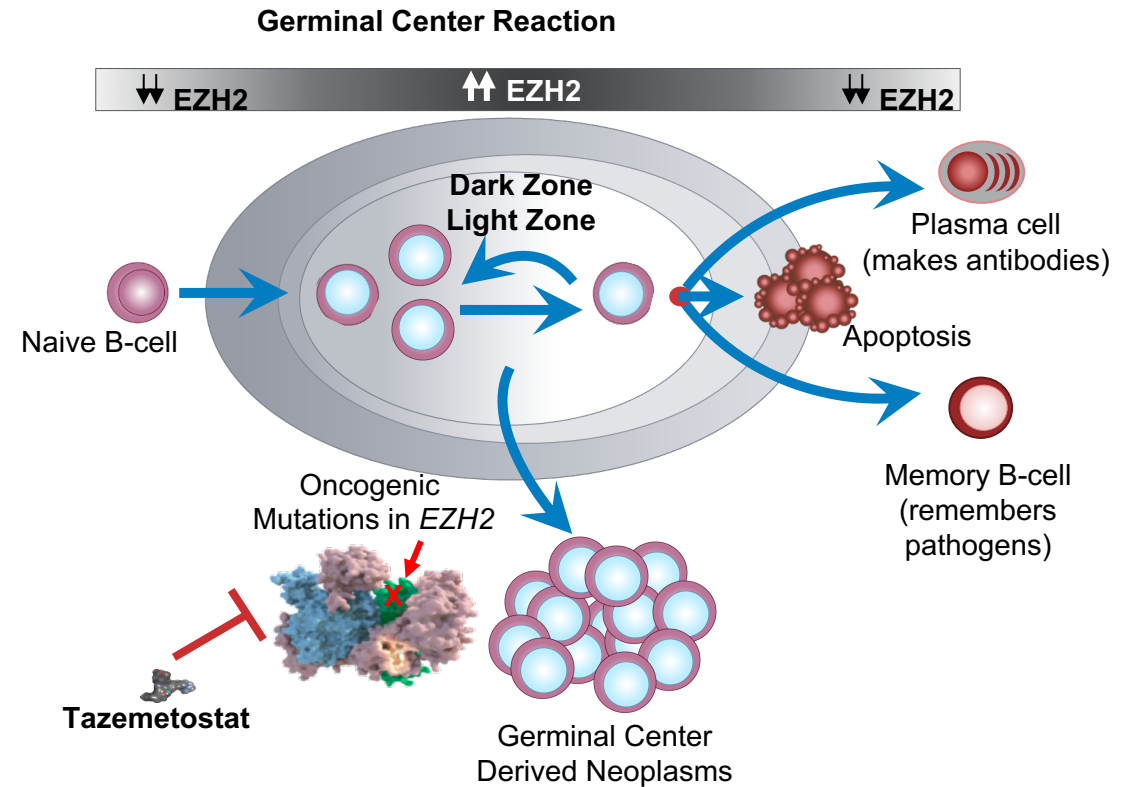 Germinal Center Reaction
EZH2
EZH2
EZH2
Dark Zone
Light Zone
Plasma cell
(makes antibodies)
Naive B-cell
Apoptosis
Memory B-cell
(remembers
pathogens)
Oncogenic
Mutations in EZH2
X
Tazemetostat
Germinal Center
Derived Neoplasms